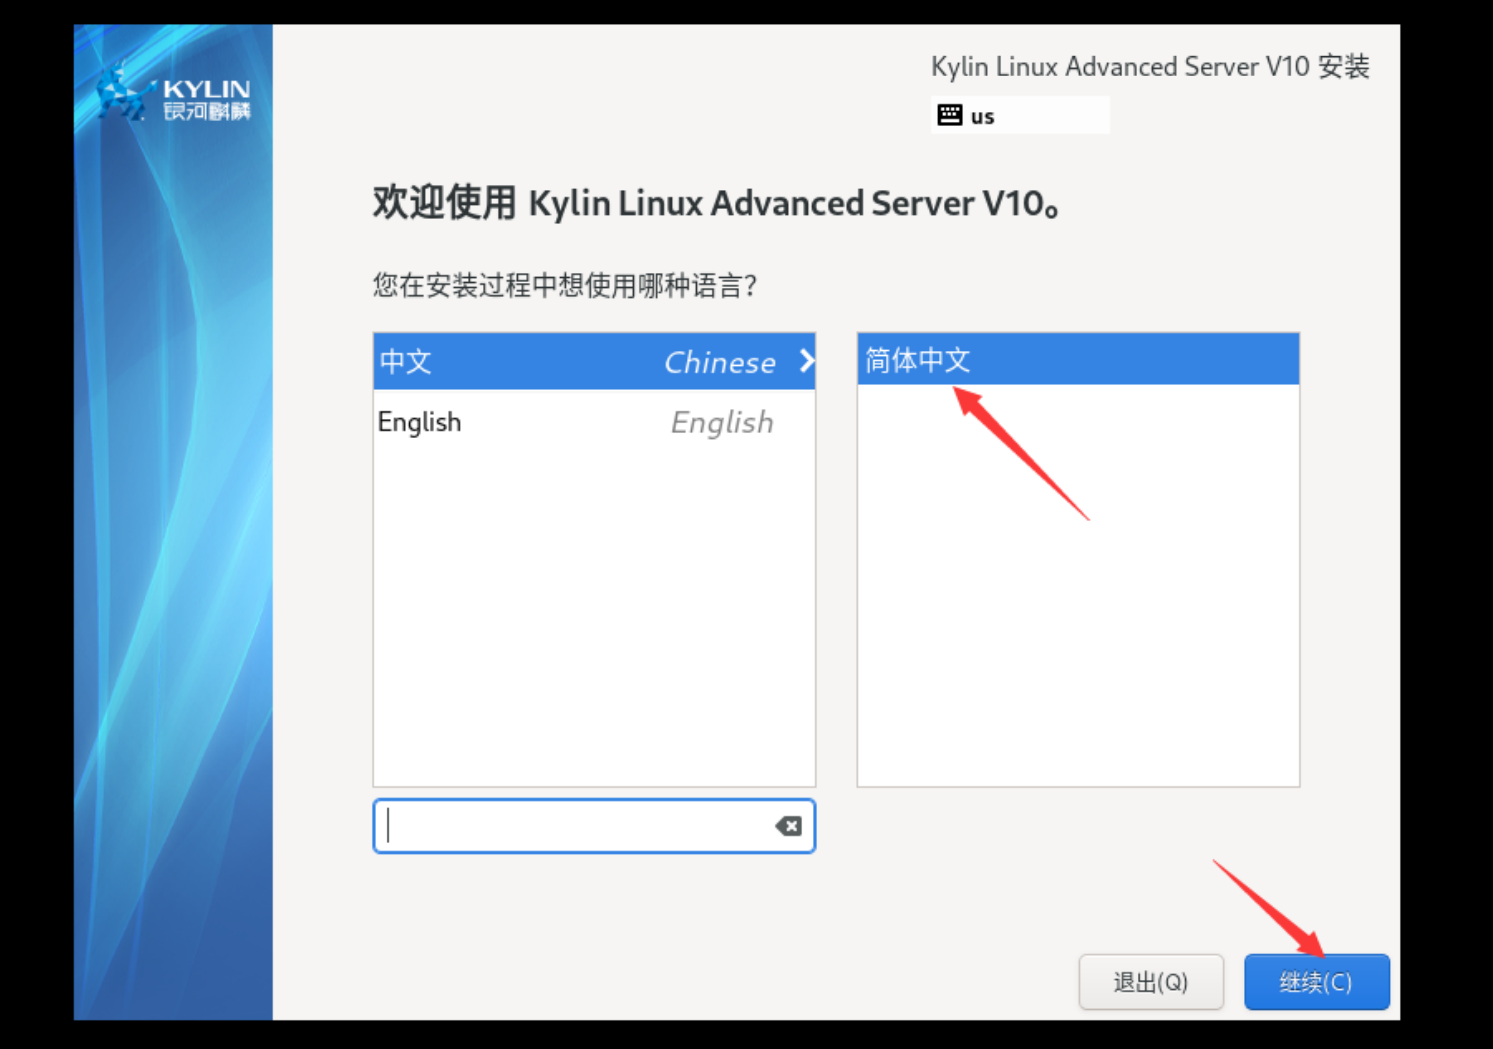 KYLIN
银河麒麟
Kylin Linux Advanced Server V10 安装
us
欢迎使用 Kylin Linux Advanced Server V10。
您在安装过程中想使用哪种语言？
中文 Chinese
English English
简体中文
退出(Q)
继续(C)